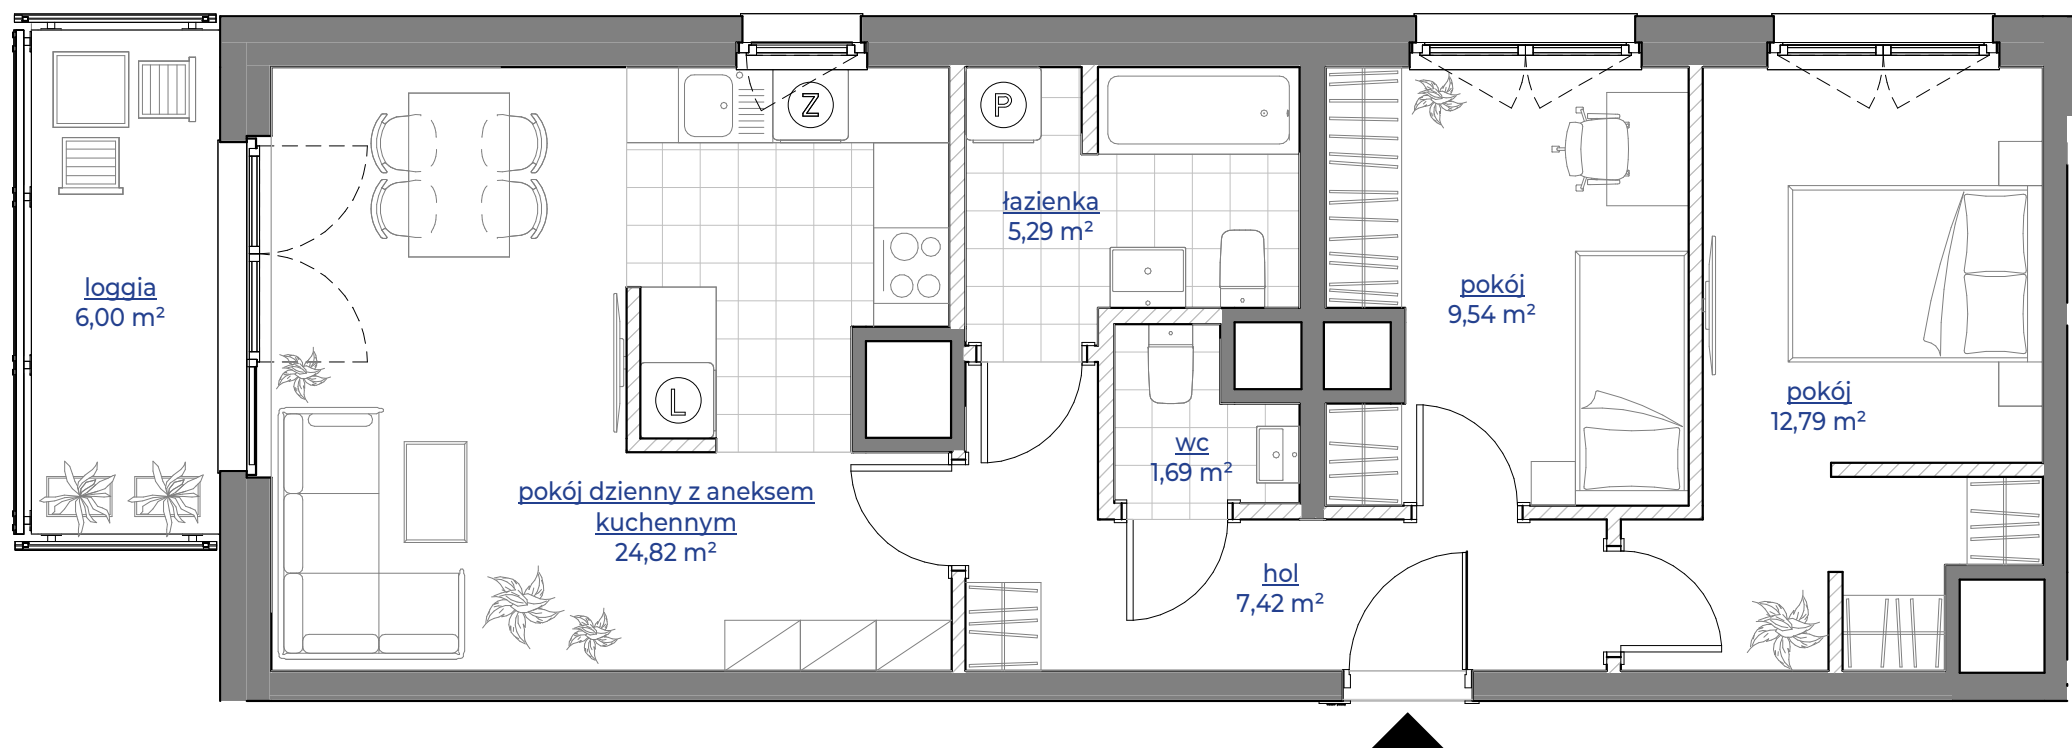 Z
P
łazienka
5,29 m²
loggia
6,00 m²
pokój
9,54 m²
L
pokój
12,79 m²
wc
1,69 m²
pokój dzienny z aneksem
kuchennym
24,82 m²
hol
7,42 m²